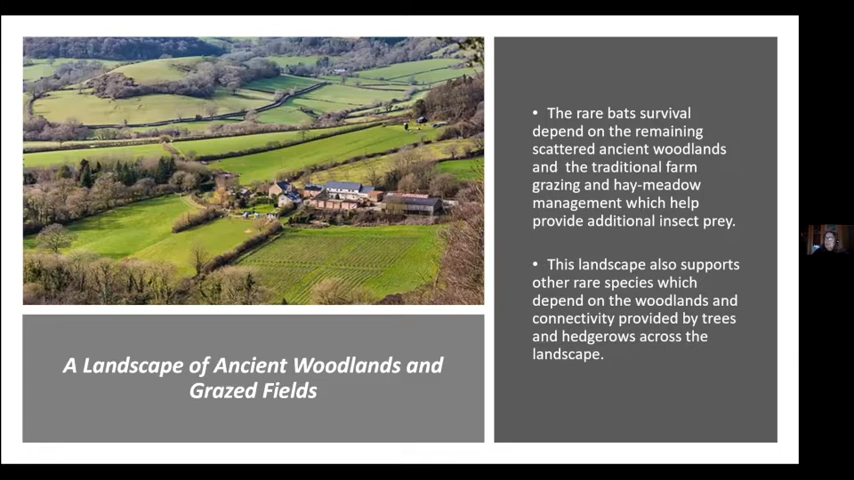 A Landscape of Ancient Woodlands and
Grazed Fields
• The rare bats survival
depend on the remaining
scattered ancient woodlands
and the traditional farm
grazing and hay-meadow
management which help
provide additional insect prey.
• This landscape also supports
other rare species which
depend on the woodlands and
connectivity provided by trees
and hedgerows across the
landscape.